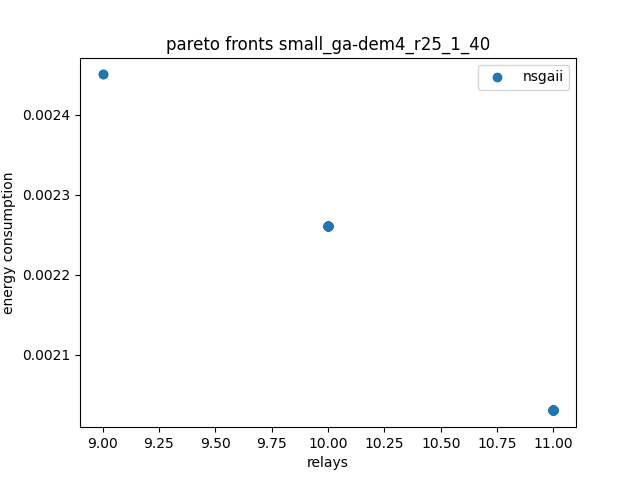 pareto fronts small_ga-dem4_r25_1_40
nsgaii
energy consumption
0.0024
0.0023
0.0022
0.0021
9.00 9.25 9.50 9.75 10.00 10.25 10.50 10.75 11.00
relays